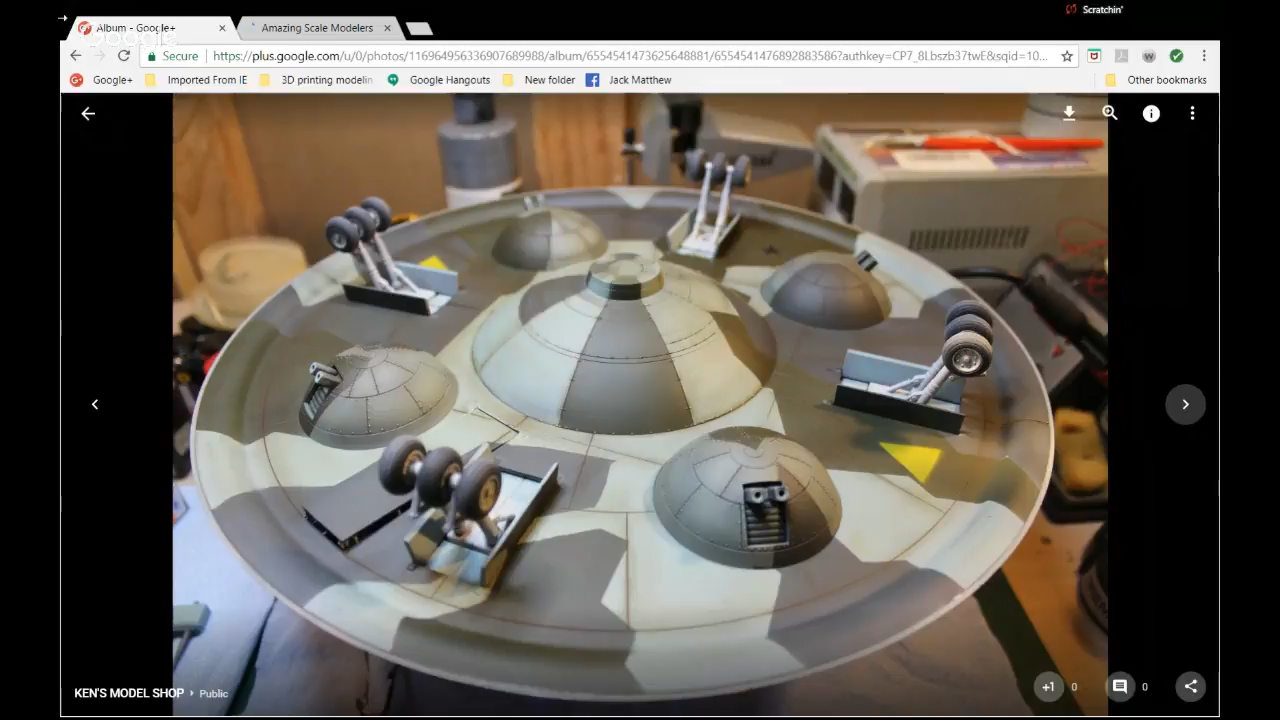 Scratchin'
Album - Google+
Amazing Scale Modelers
Google
Secure
https://plus.google.com/u/0/photos/116964956336907689988/album/6554541473625648881/6554541476892883586?authkey=CP7_8Lbszb37twE&sqid=10...
Google+
Imported From IE
3D printing modelin
Google Hangouts
New folder
Jack Matthew
Other bookmarks
KEN'S MODEL SHOP
Public
+1
0
0